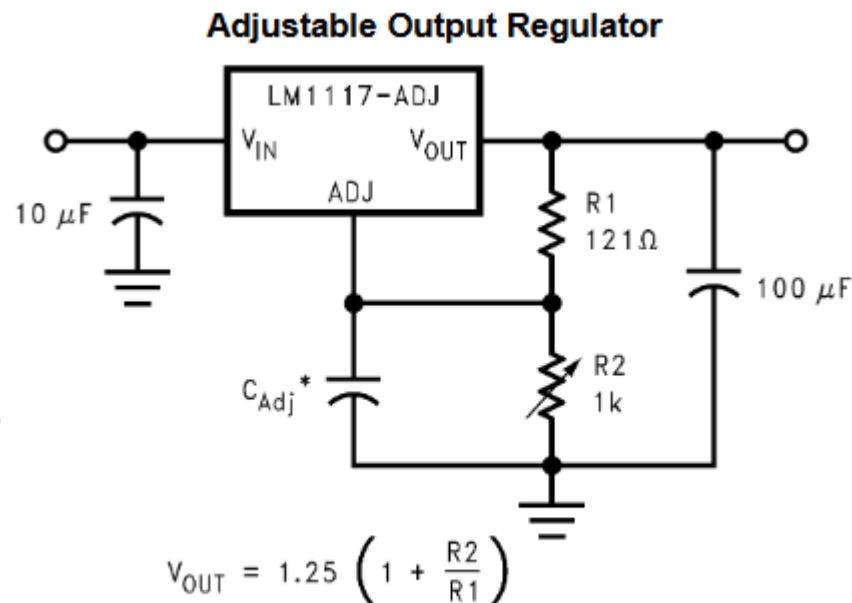 Adjustable Output Regulator
LM1117-ADJ
VIN
VOUT
ADJ
10 μF
R1
121Ω
100 μF
CAdj*
R2
1k
VOUT = 1.25 (1 + R2/R1)